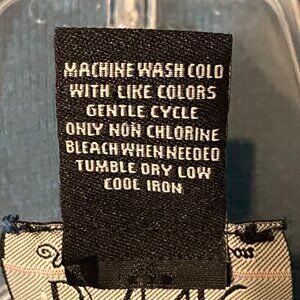 MACHINE WASH COLD
WITH LIKE COLORS
GENTLE CYCLE
ONLY NON CHLORINE
BLEACH WHEN NEEDED
TUMBLE DRY LOW
COOL IRON